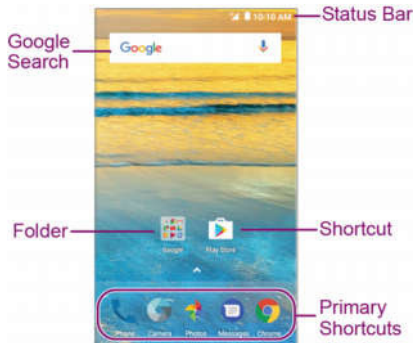 10:10 AM
Status Bar
Google
Search
Google
Folder
Shortcut
Google
Play Store
Phone
Camera
Photos
Messages
Chrome
Primary
Shortcuts